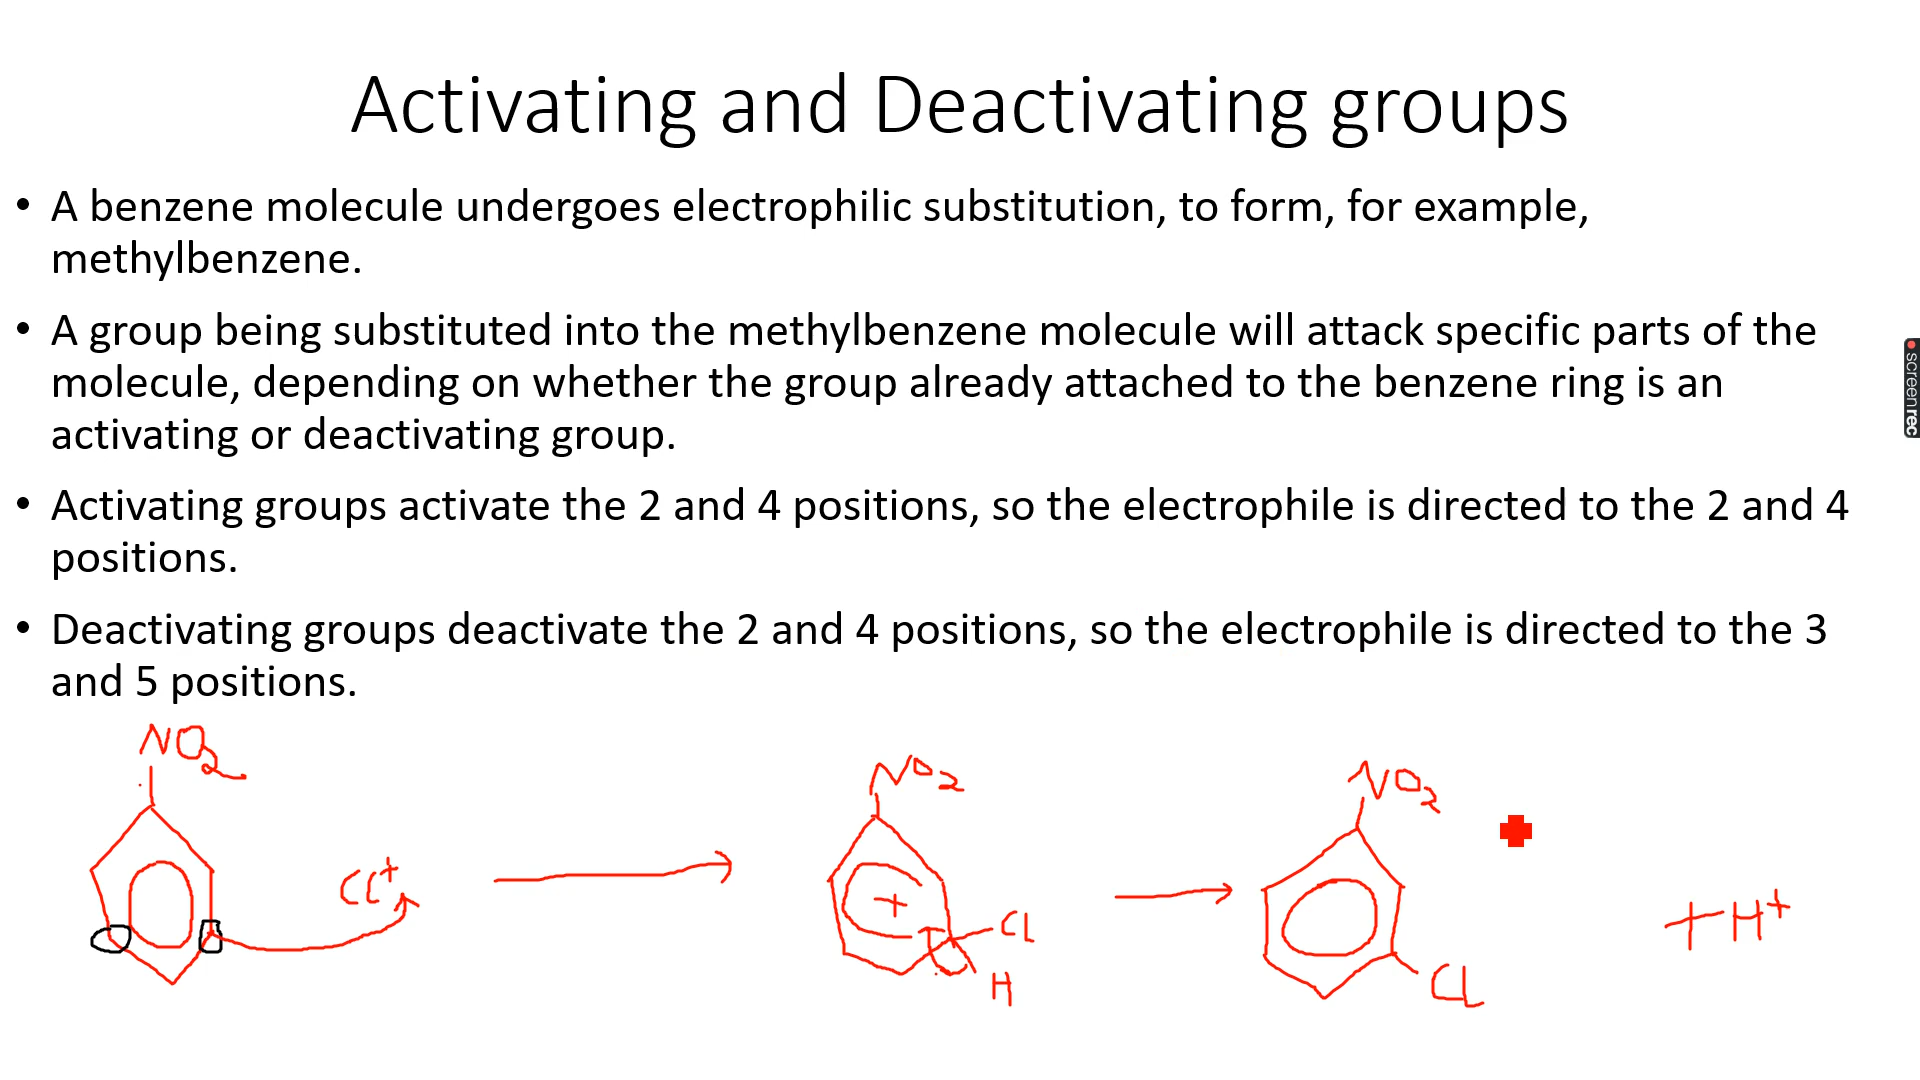 Activating and Deactivating groups
• A benzene molecule undergoes electrophilic substitution, to form, for example,
methylbenzene.
• A group being substituted into the methylbenzene molecule will attack specific parts of the
molecule, depending on whether the group already attached to the benzene ring is an
activating or deactivating group.
• Activating groups activate the 2 and 4 positions, so the electrophile is directed to the 2 and 4
positions.
• Deactivating groups deactivate the 2 and 4 positions, so the electrophile is directed to the 3
and 5 positions.
NO2
Cl+
NO2
+
Cl
H
NO2
Cl
+ H+
screenrec